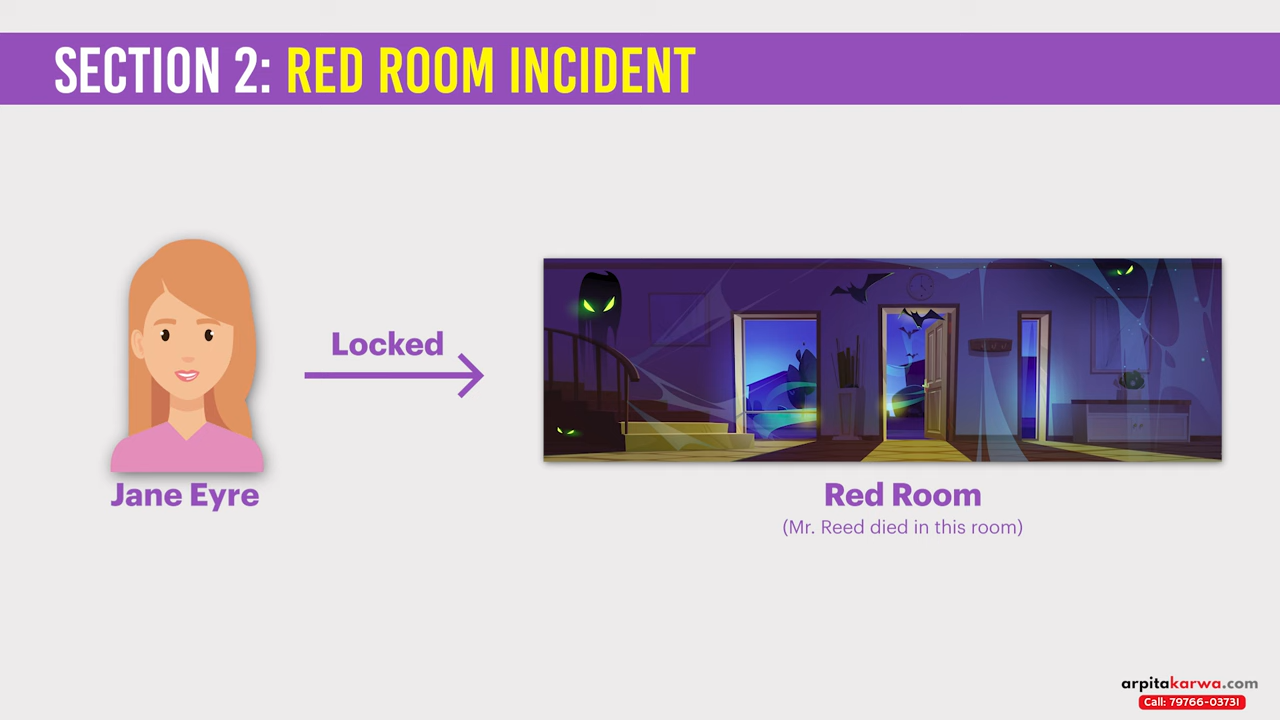 SECTION 2: RED ROOM INCIDENT
Locked
Jane Eyre
Red Room
(Mr. Reed died in this room)
arpitakarwa.com
Call: 79766-03731